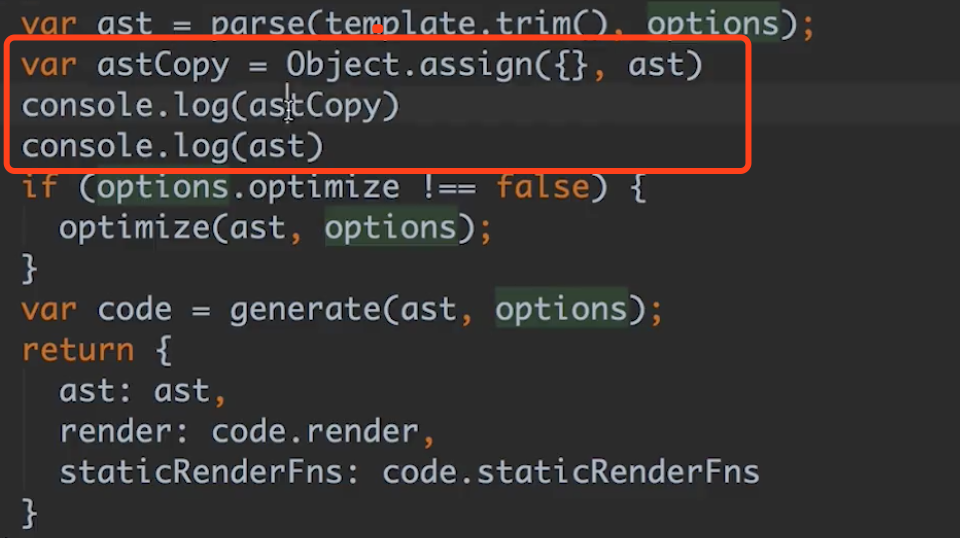 var ast = parse(template.trim(), options);
var astCopy = Object.assign({}, ast)
console.log(astCopy)
console.log(ast)
if (options.optimize !== false) {
  optimize(ast, options);
}
var code = generate(ast, options);
return {
  ast: ast,
  render: code.render,
  staticRenderFns: code.staticRenderFns
}